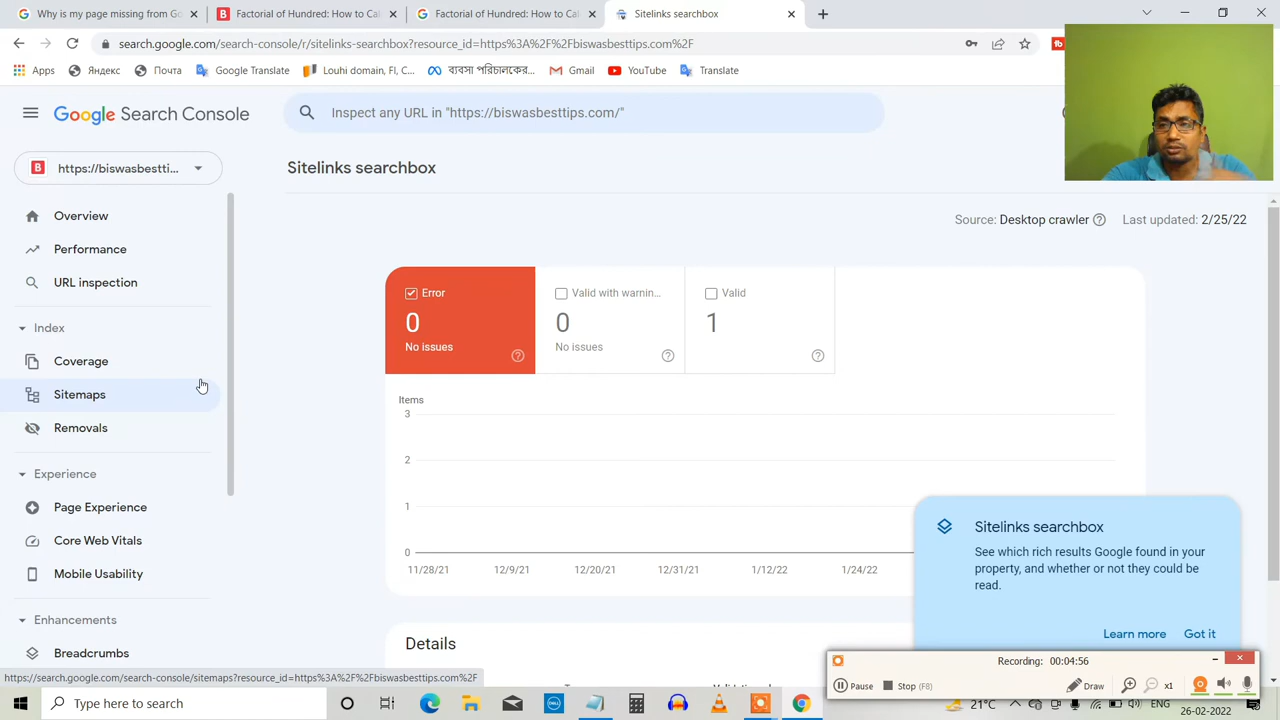 Why is my page missing from Go
Factorial of Hundred: How to Cal
Factorial of Hundred: How to Cal
Sitelinks searchbox
search.google.com/search-console/r/sitelinks-searchbox?resource_id=https%3A%2F%2Fbiswasbesttips.com%2F
Apps
Яндекс
Почта
Google Translate
Louhi domain, FI, C...
ব্যবসা পরিচালকের...
Gmail
YouTube
Translate
Google Search Console
Inspect any URL in "https://biswasbesttips.com/"
https://biswasbestti...
Sitelinks searchbox
Overview
Performance
URL inspection
Index
Coverage
Sitemaps
Removals
Experience
Page Experience
Core Web Vitals
Mobile Usability
Enhancements
Breadcrumbs
Source: Desktop crawler
Last updated: 2/25/22
Error
0
No issues
Valid with warnin...
0
No issues
Valid
1
Items
3
2
1
0
11/28/21
12/9/21
12/20/21
12/31/21
1/12/22
1/24/22
Details
Sitelinks searchbox
See which rich results Google found in your
property, and whether or not they could be
read.
Learn more
Got it
https://search.google.com/search-console/sitemaps?resource_id=https%3A%2F%2Fbiswasbesttips.com%2F
Recording: 00:04:56
Pause
Stop (F8)
Draw
x1
Type here to search
DELL
21°C
ENG
26-02-2022